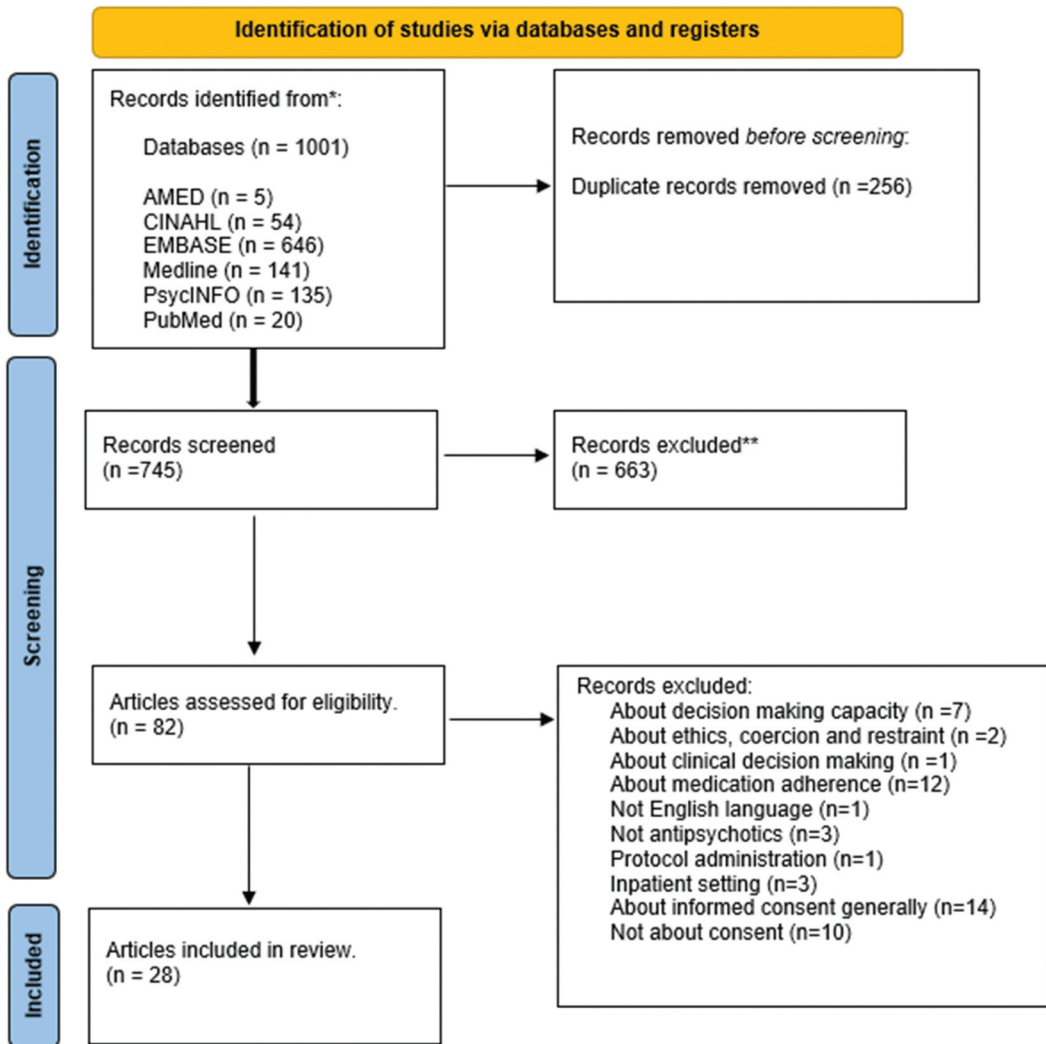 Identification of studies via databases and registers
Identification
Records identified from*:
Databases (n = 1001)
AMED (n = 5)
CINAHL (n = 54)
EMBASE (n = 646)
Medline (n = 141)
PsycINFO (n = 135)
PubMed (n = 20)
Records removed before screening:
Duplicate records removed (n =256)
Screening
Records screened
(n =745)
Records excluded**
(n = 663)
Articles assessed for eligibility.
(n = 82)
Records excluded:
About decision making capacity (n =7)
About ethics, coercion and restraint (n =2)
About clinical decision making (n =1)
About medication adherence (n=12)
Not English language (n=1)
Not antipsychotics (n=3)
Protocol administration (n=1)
Inpatient setting (n=3)
About informed consent generally (n=14)
Not about consent (n=10)
Included
Articles included in review.
(n = 28)